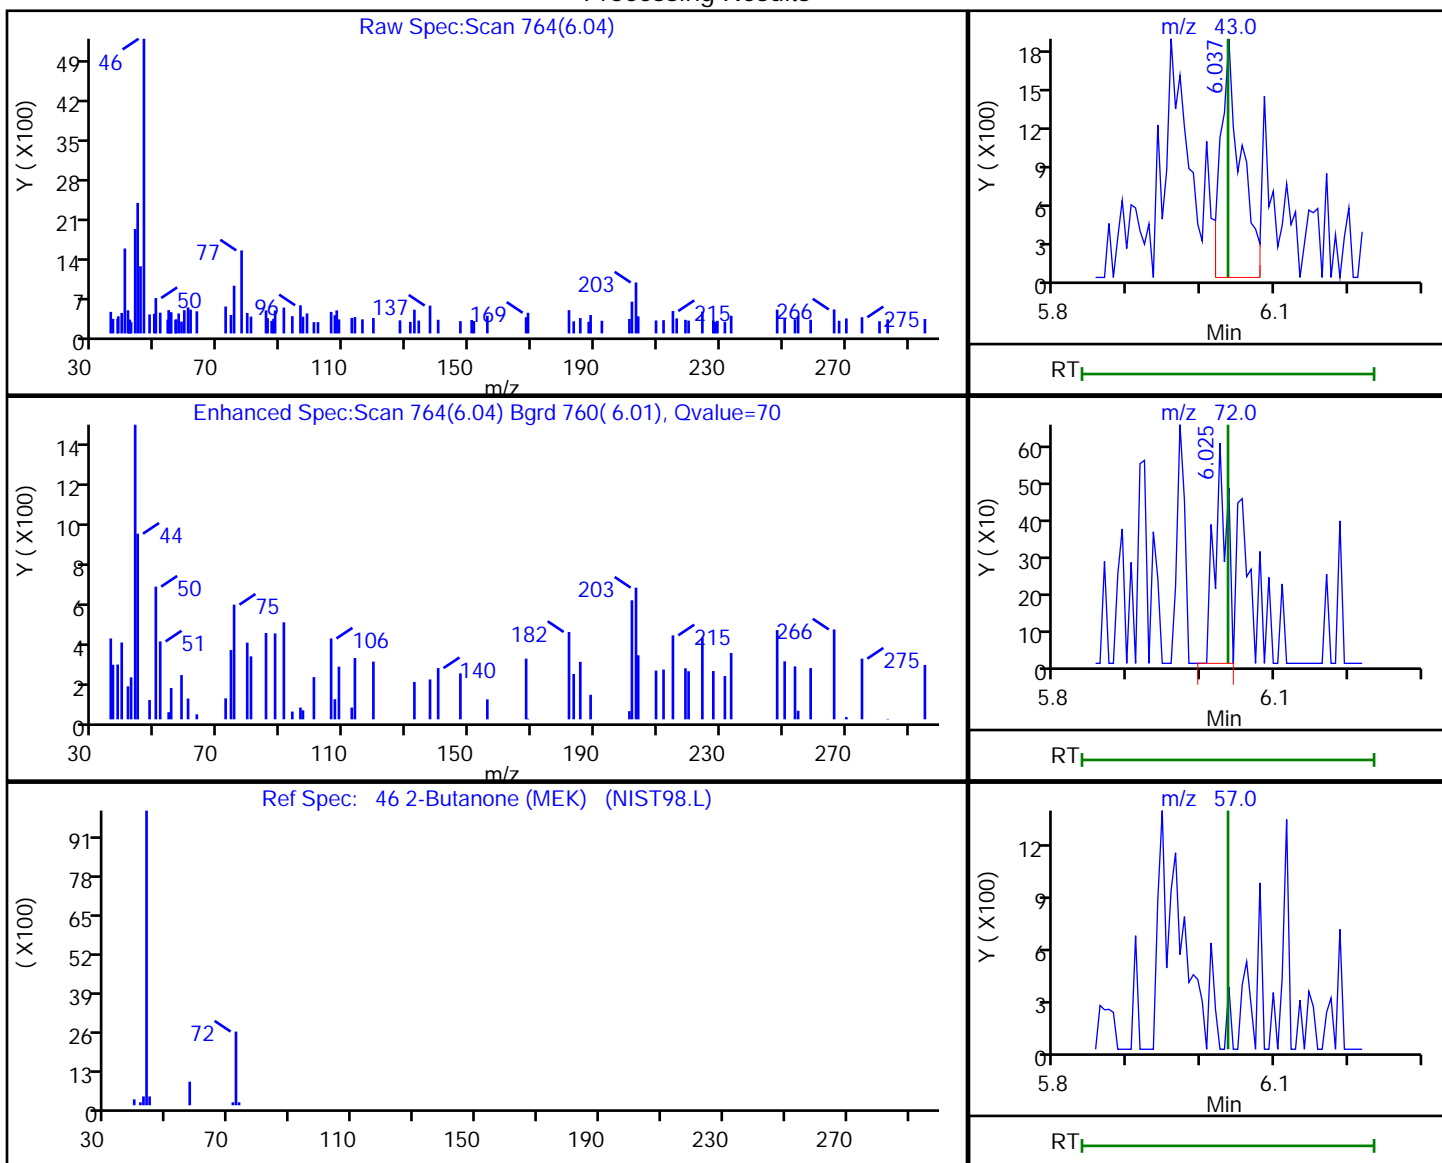 Processing Results
Raw Spec:Scan 764(6.04)
Y ( X100)
49
42
35
28
21
14
7
0
46
77
50
96
137
169
203
215
266
275
30 70 110 150 190 230 270
m/z
m/z 43.0
Y ( X100)
18
15
12
9
6
3
0
6.037
5.8 6.1
Min
RT
Enhanced Spec:Scan 764(6.04) Bgrd 760( 6.01), Qvalue=70
Y ( X100)
14
12
10
8
6
4
2
0
44
50
51
75
106
140
182
203
215
266
275
30 70 110 150 190 230 270
m/z
m/z 72.0
Y ( X10)
60
50
40
30
20
10
0
6.025
5.8 6.1
Min
RT
Ref Spec: 46 2-Butanone (MEK) (NIST98.L)
( X100)
91
78
65
52
39
26
13
0
72
30 70 110 150 190 230 270
m/z 57.0
Y ( X100)
12
9
6
3
0
5.8 6.1
Min
RT